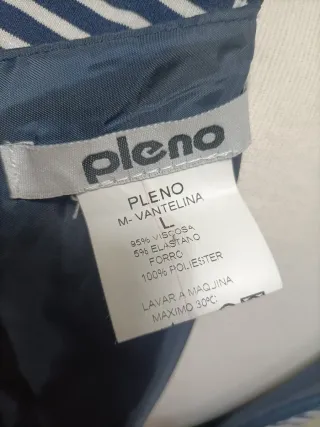 pleno
PLENO
M- VANTELINA
L
95% VISCOSA
5% ELASTANO
FORRO
100% POLIESTER
LAVAR A MAQUINA
MAXIMO 30ºC: